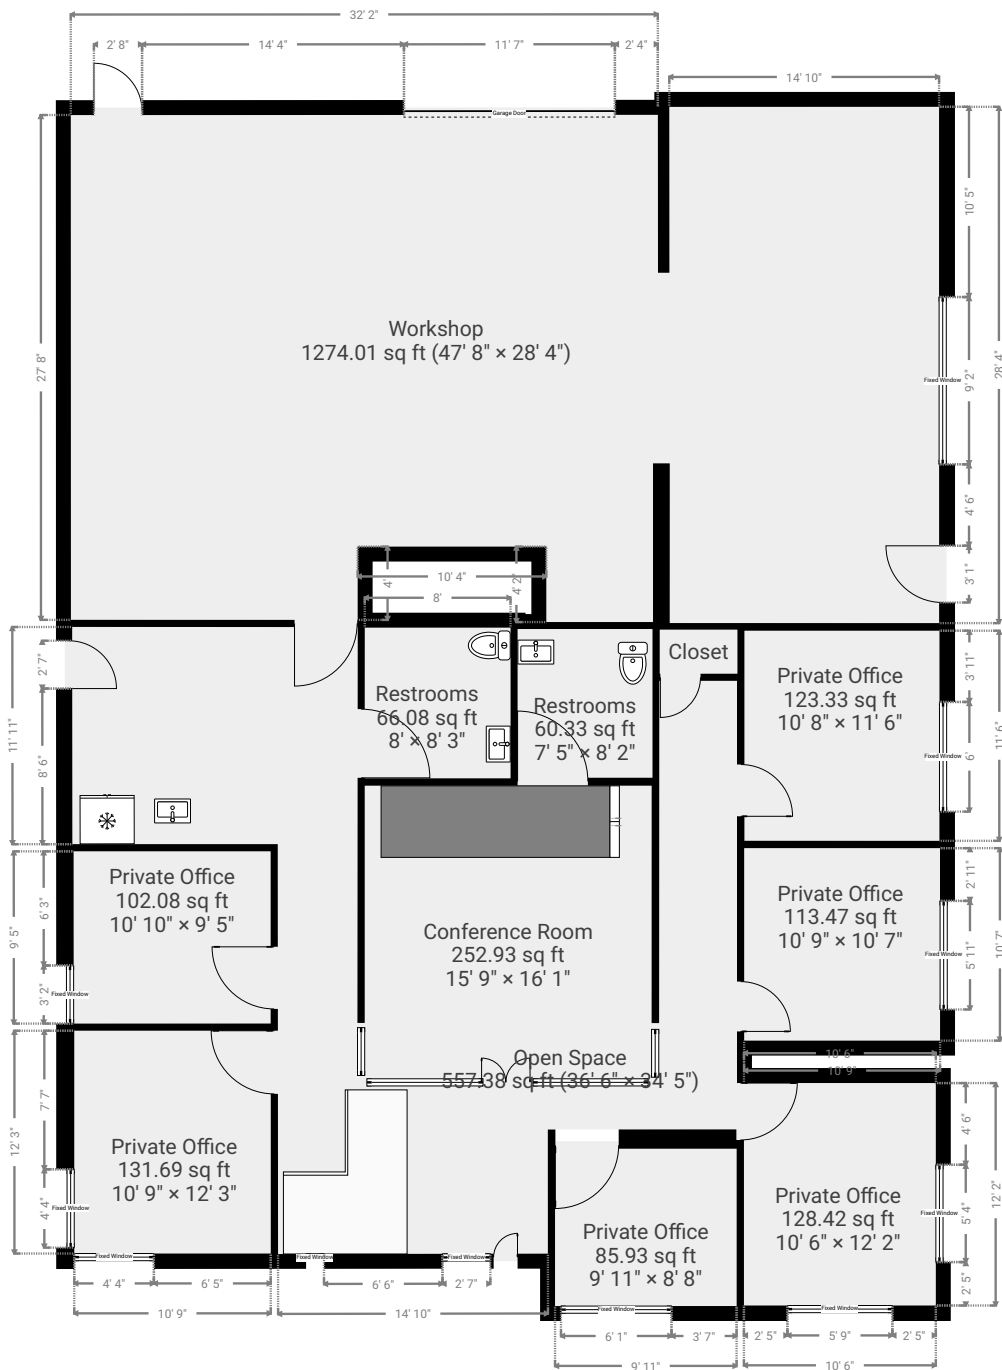 32' 2"
2' 8"
14' 4"
11' 7"
2' 4"
14' 10"
Garage Door
10' 5"
27' 8"
Workshop
1274.01 sq ft (47' 8" × 28' 4")
Fixed Window
9' 2"
28' 4"
4' 6"
3' 1"
4'
10' 4"
4' 2"
8'
2' 7"
11' 11"
8' 6"
Restrooms
66.08 sq ft
8' × 8' 3"
Restrooms
60.33 sq ft
7' 5" × 8' 2"
Closet
Private Office
123.33 sq ft
10' 8" × 11' 6"
3' 11"
Fixed Window
6'
11' 6"
Private Office
102.08 sq ft
10' 10" × 9' 5"
6' 3"
9' 5"
3' 2"
Fixed Window
Conference Room
252.93 sq ft
15' 9" × 16' 1"
Private Office
113.47 sq ft
10' 9" × 10' 7"
2' 11"
Fixed Window
5' 11"
10' 7"
10' 6"
10' 9"
Open Space
557.38 sq ft (36' 6" × 34' 5")
7' 7"
12' 3"
4' 4"
Private Office
131.69 sq ft
10' 9" × 12' 3"
Fixed Window
Fixed Window
Fixed Window
Fixed Window
4' 4"
6' 5"
6' 6"
2' 7"
10' 9"
14' 10"
Private Office
85.93 sq ft
9' 11" × 8' 8"
Private Office
128.42 sq ft
10' 6" × 12' 2"
4' 6"
Fixed Window
5' 4"
12' 2"
2' 5"
Fixed Window
Fixed Window
6' 1"
3' 7"
2' 5"
5' 9"
2' 5"
9' 11"
10' 6"